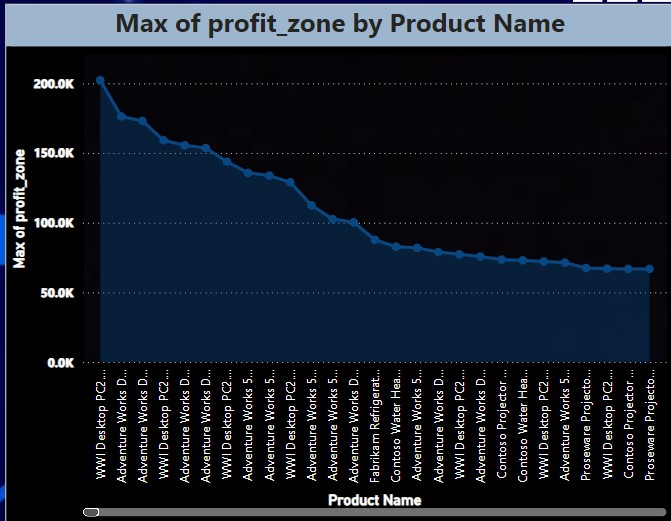 Max of profit_zone by Product Name
Max of profit_zone
200.0K
150.0K
100.0K
50.0K
0.0K
WWI Desktop PC2...
Adventure Works D...
Adventure Works D...
WWI Desktop PC2...
Adventure Works D...
Adventure Works D...
WWI Desktop PC2...
Adventure Works 5...
Adventure Works 5...
WWI Desktop PC2...
Adventure Works 5...
Adventure Works 5...
Adventure Works D...
Fabrikam Refrigerat...
Contoso Water Hea...
Adventure Works 5...
Adventure Works D...
WWI Desktop PC2...
Adventure Works D...
Contoso Projector ...
Contoso Water Hea...
WWI Desktop PC2...
Adventure Works 5...
Proseware Projecto...
WWI Desktop PC2...
Contoso Projector ...
Proseware Projecto...
Product Name